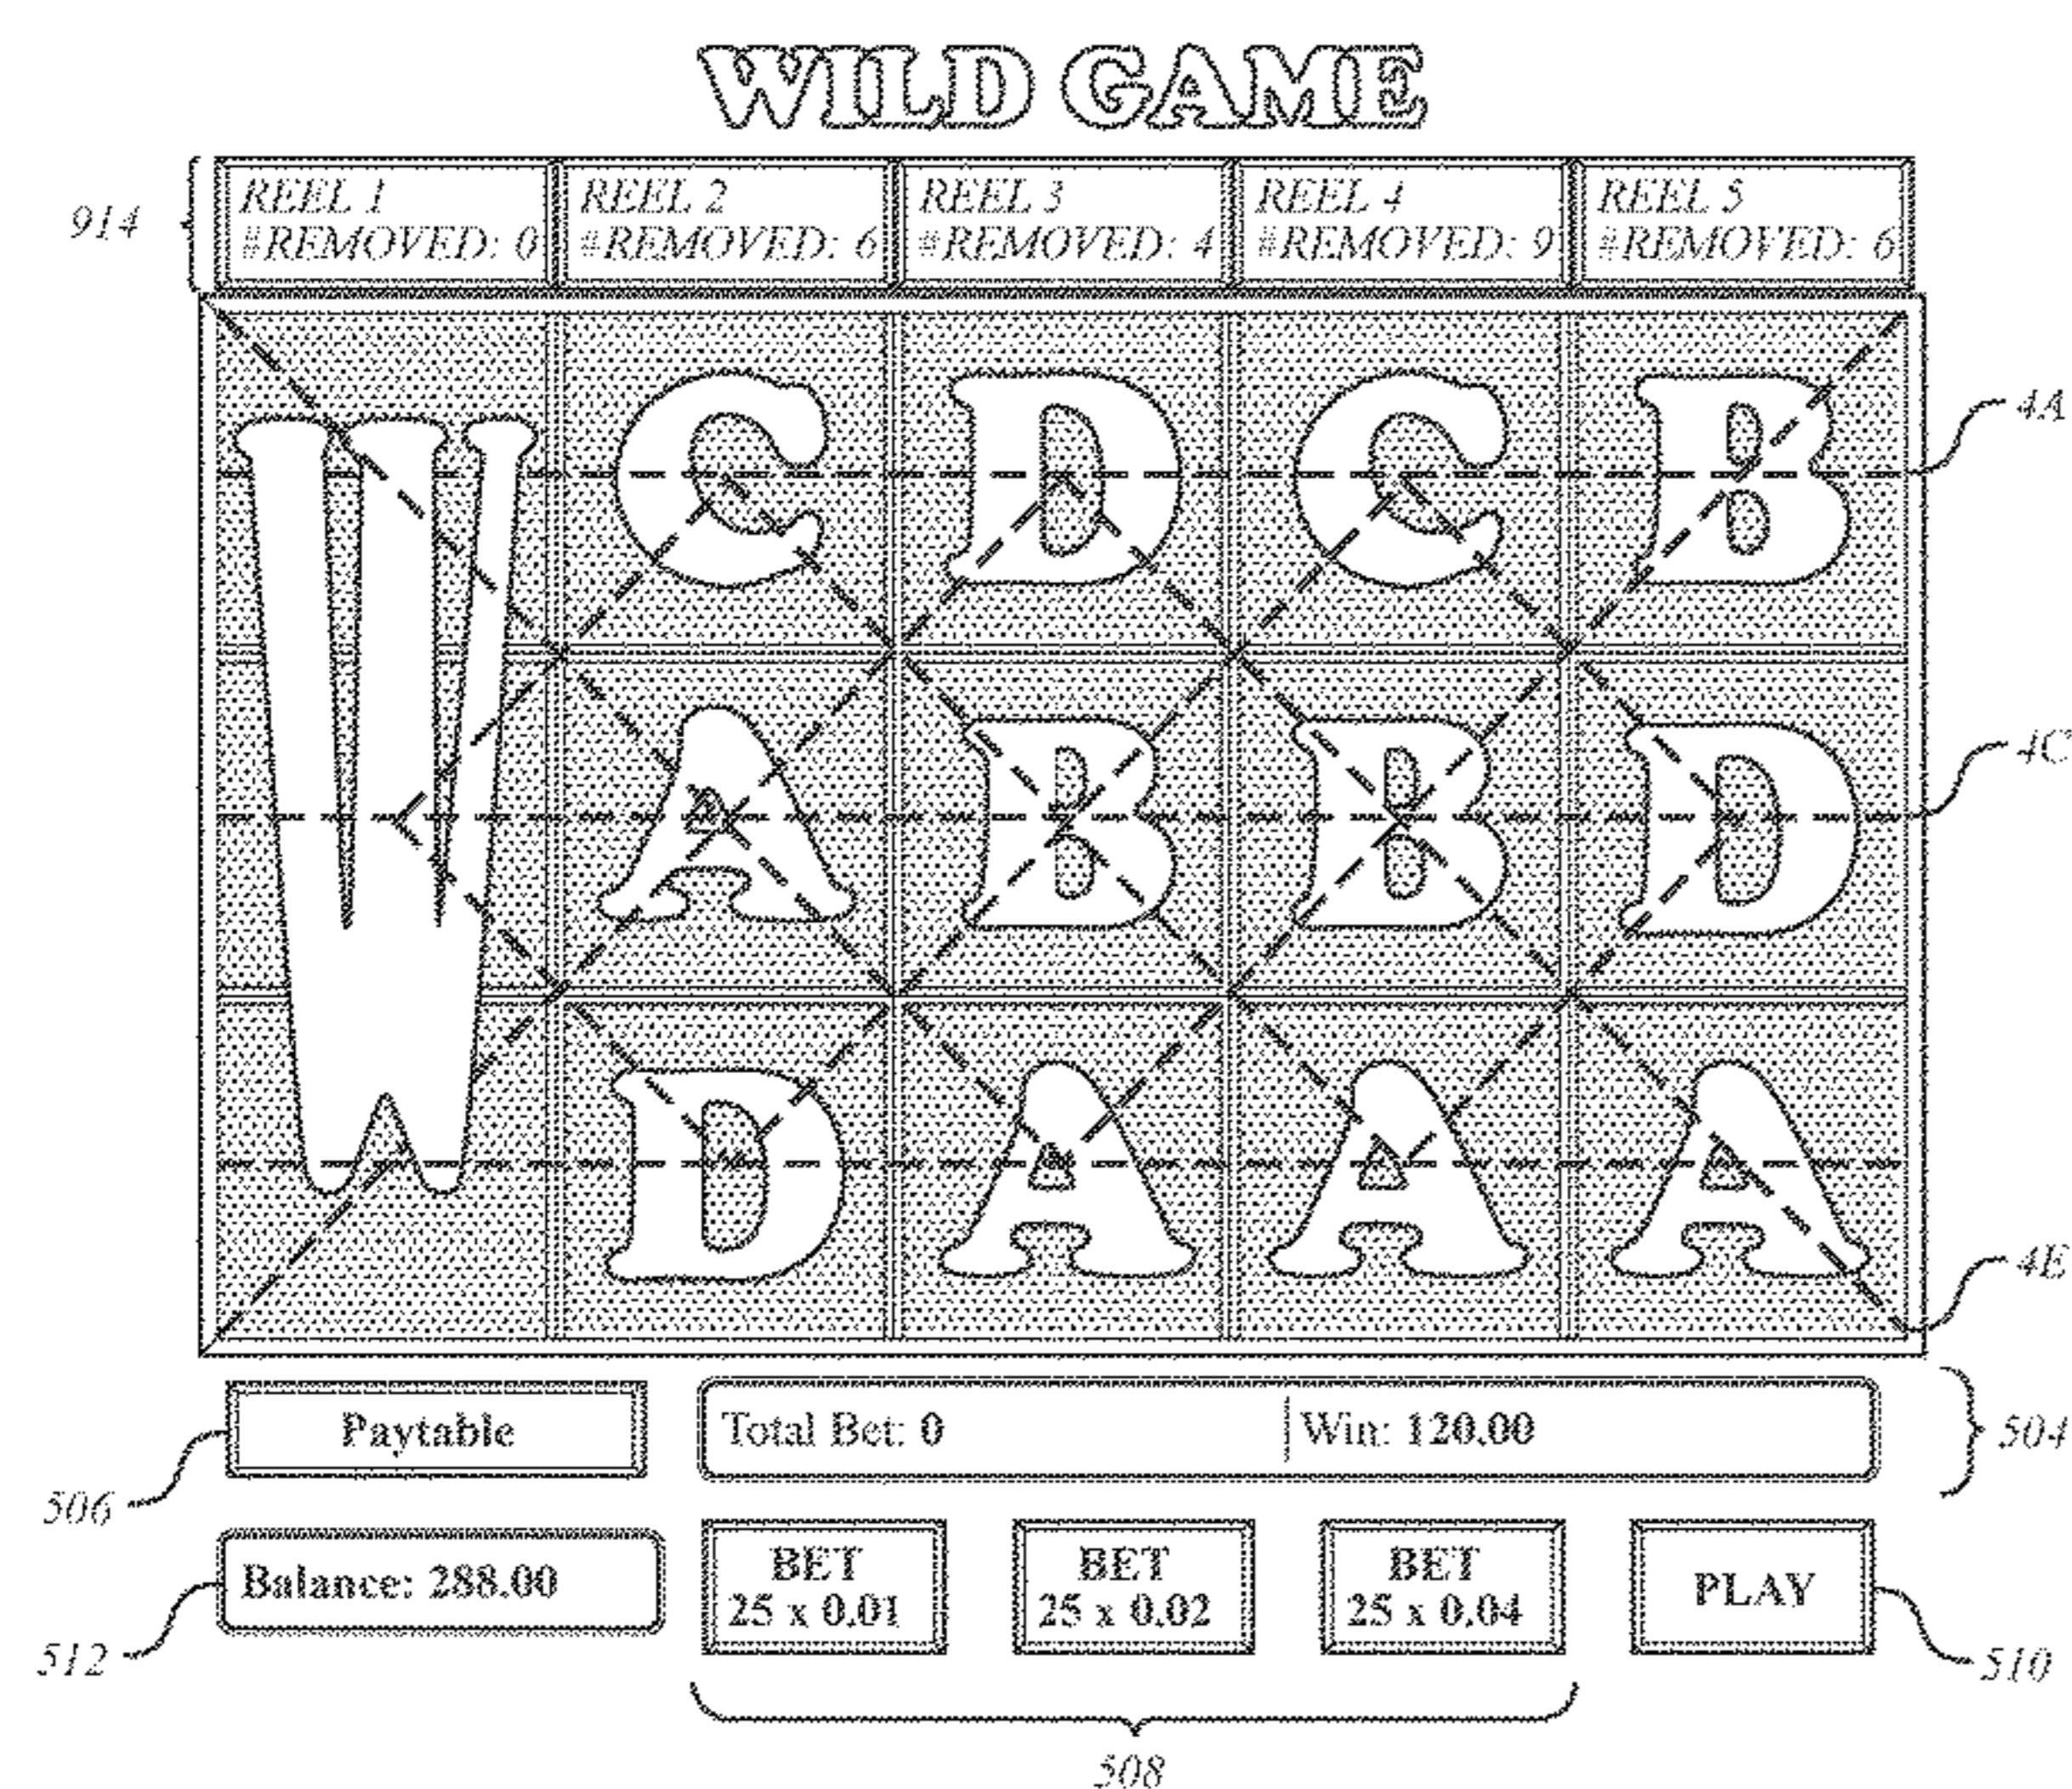 WILD GAME
914
REEL 1 REEL 2 REEL 3 REEL 4 REEL 5
#REMOVED: 0 #REMOVED: 6 #REMOVED: 4 #REMOVED: 9 #REMOVED: 6
W C D C B
4A
A B B D
4C
D A A A
4E
Paytable Total Bet: 0 Win: 120.00
504
506
Balance: 288.00
BET BET BET
25 x 0.01 25 x 0.02 25 x 0.04
PLAY
512
510
508